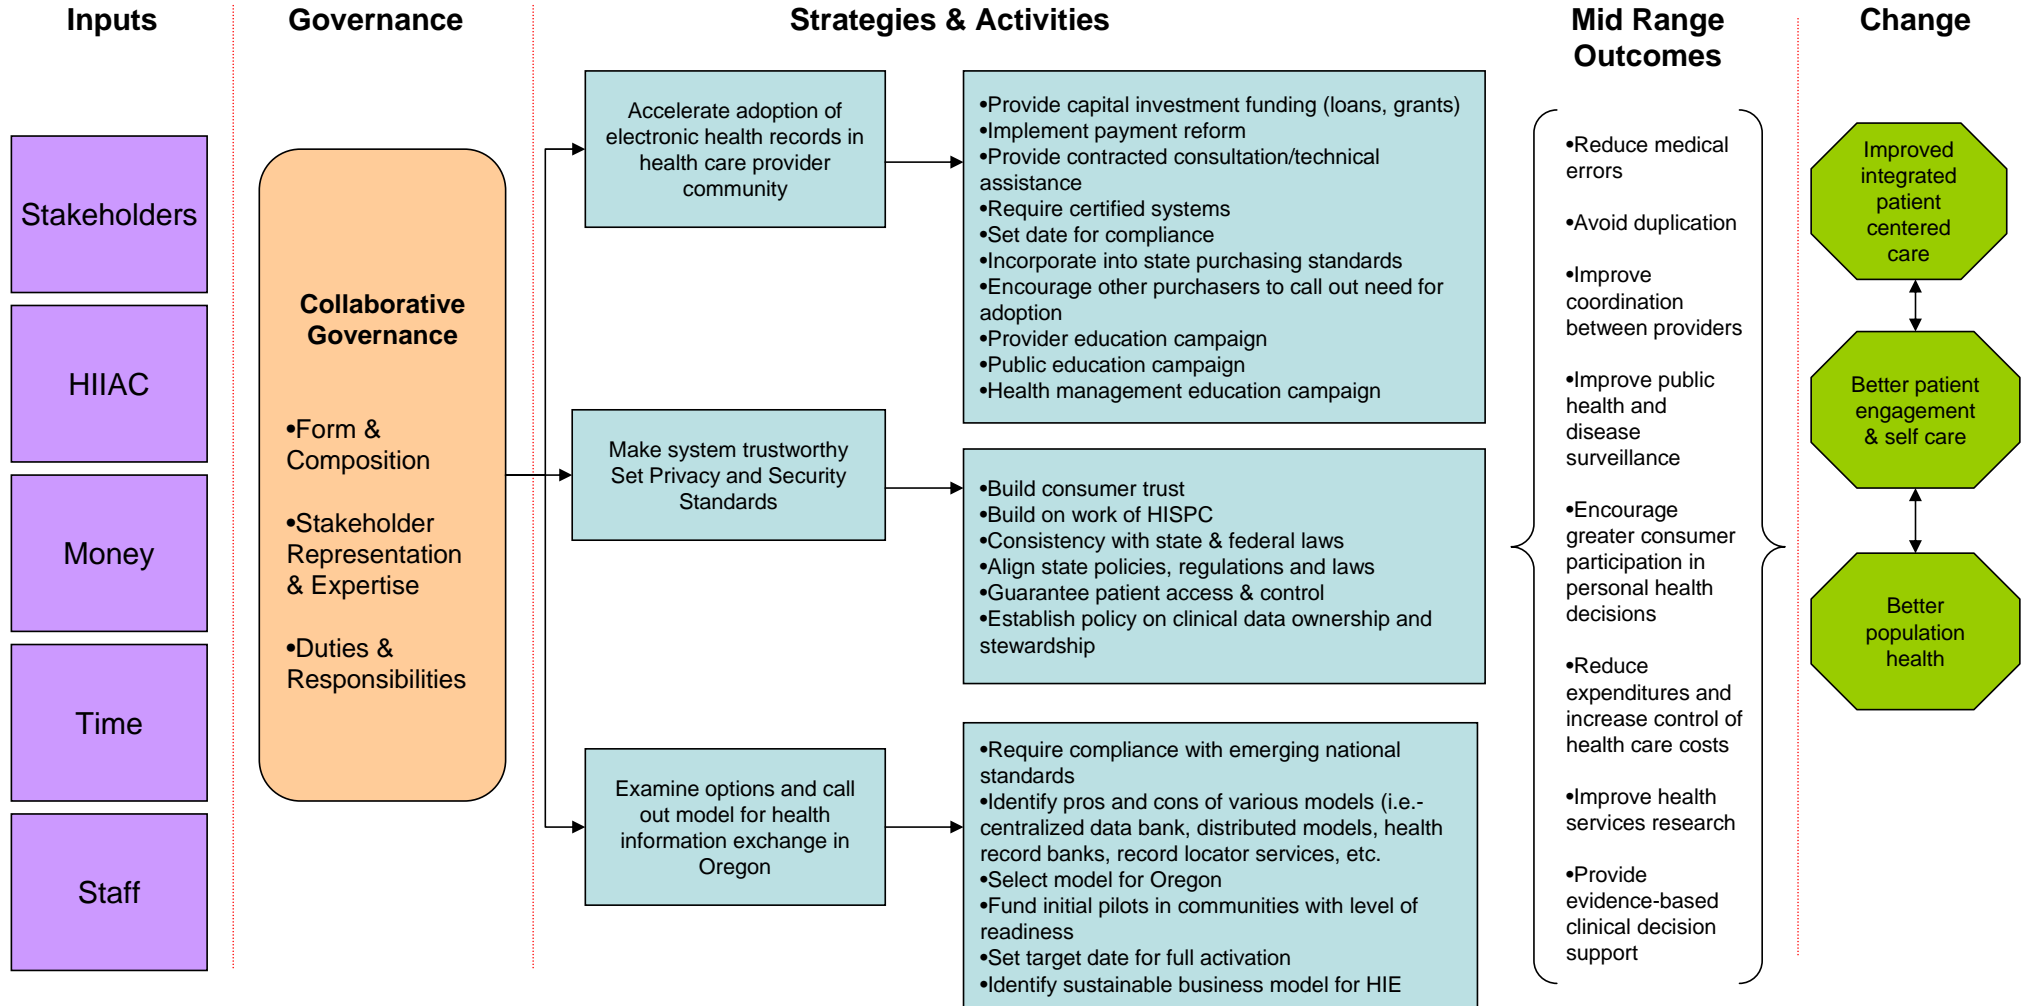 Inputs
Governance
Strategies & Activities
Mid Range
Outcomes
Change
Stakeholders
HIIAC
Money
Time
Staff
Collaborative
Governance
•Form &
Composition
•Stakeholder
Representation
& Expertise
•Duties &
Responsibilities
Accelerate adoption of
electronic health records in
health care provider
community
•Provide capital investment funding (loans, grants)
•Implement payment reform
•Provide contracted consultation/technical
assistance
•Require certified systems
•Set date for compliance
•Incorporate into state purchasing standards
•Encourage other purchasers to call out need for
adoption
•Provider education campaign
•Public education campaign
•Health management education campaign
Make system trustworthy
Set Privacy and Security
Standards
•Build consumer trust
•Build on work of HISPC
•Consistency with state & federal laws
•Align state policies, regulations and laws
•Guarantee patient access & control
•Establish policy on clinical data ownership and
stewardship
Examine options and call
out model for health
information exchange in
Oregon
•Require compliance with emerging national
standards
•Identify pros and cons of various models (i.e.-
centralized data bank, distributed models, health
record banks, record locator services, etc.
•Select model for Oregon
•Fund initial pilots in communities with level of
readiness
•Set target date for full activation
•Identify sustainable business model for HIE
•Reduce medical
errors
•Avoid duplication
•Improve
coordination
between providers
•Improve public
health and
disease
surveillance
•Encourage
greater consumer
participation in
personal health
decisions
•Reduce
expenditures and
increase control of
health care costs
•Improve health
services research
•Provide
evidence-based
clinical decision
support
Improved
integrated
patient
centered
care
Better patient
engagement
& self care
Better
population
health